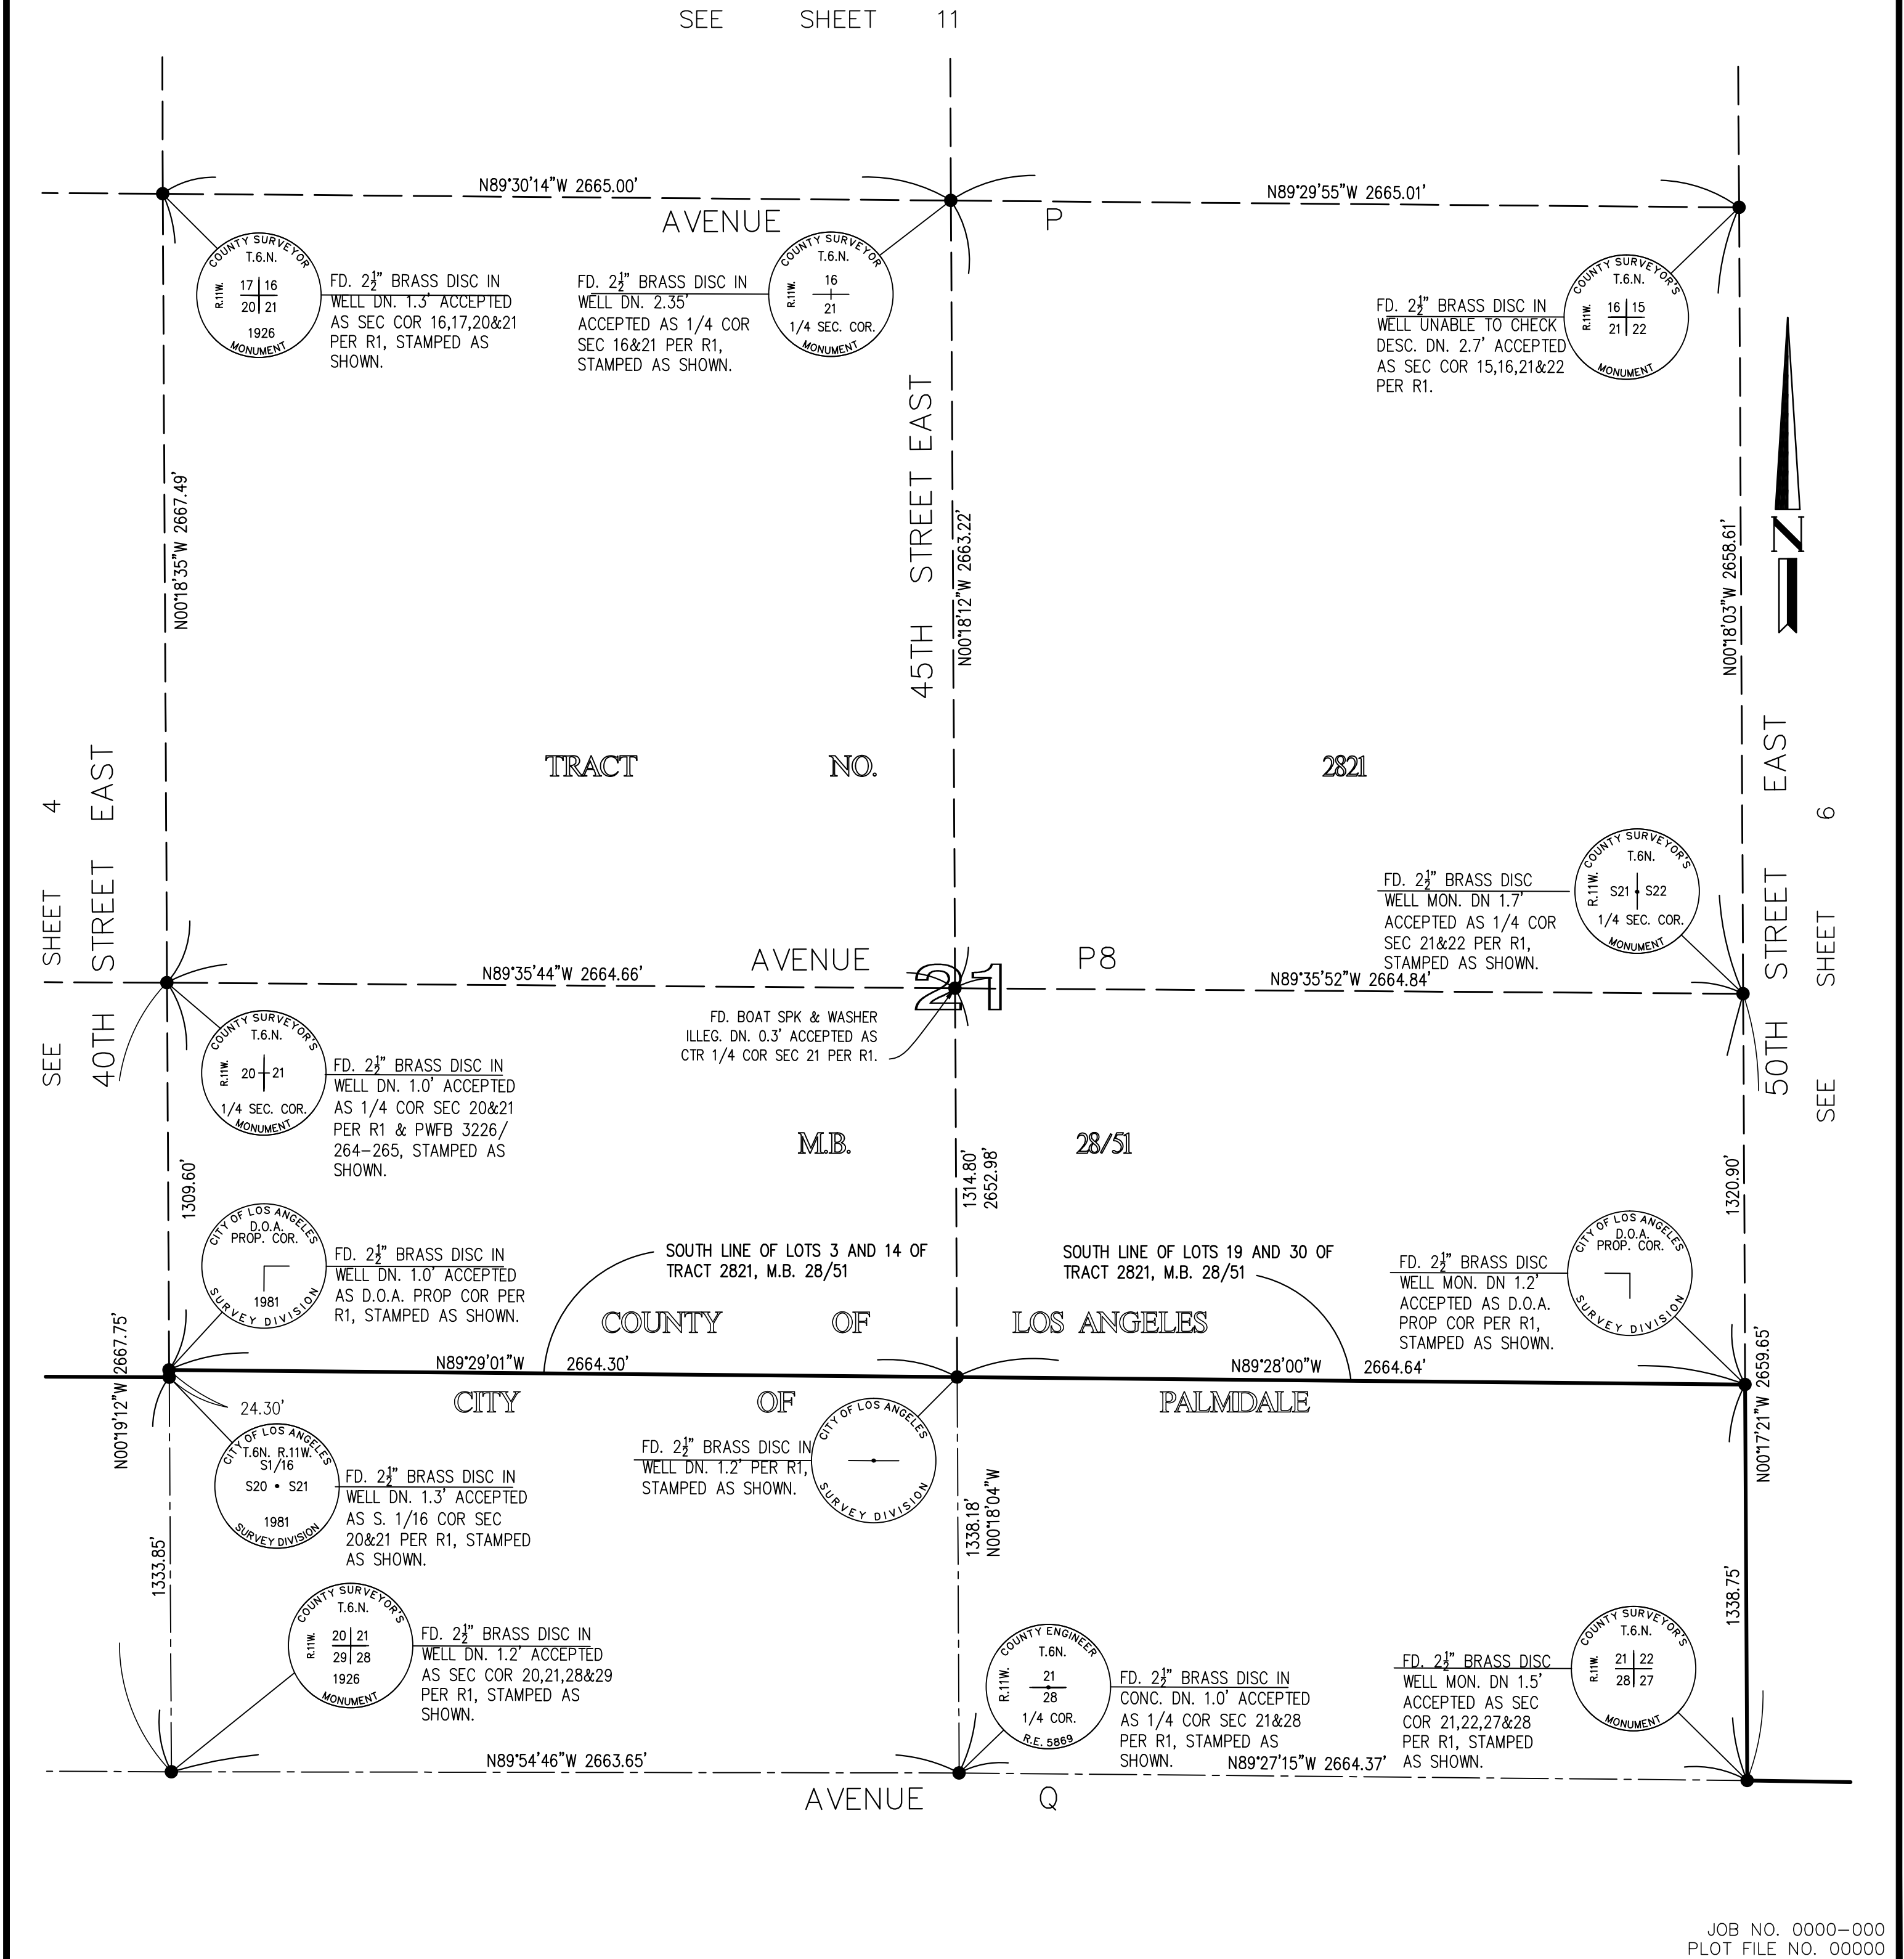 SEE SHEET 11
N89°30'14"W 2665.00'
N89°29'55"W 2665.01'
AVENUE P
COUNTY SURVEYOR
T.6.N.
R.11W.
17 16
20 21
1926
MONUMENT
FD. 2½" BRASS DISC IN
WELL DN. 1.3' ACCEPTED
AS SEC COR 16,17,20&21
PER R1, STAMPED AS
SHOWN.
FD. 2½" BRASS DISC IN
WELL DN. 2.35'
ACCEPTED AS 1/4 COR
SEC 16&21 PER R1,
STAMPED AS SHOWN.
COUNTY SURVEYOR
T.6.N.
R.11W.
16
21
1/4 SEC. COR.
MONUMENT
FD. 2½" BRASS DISC IN
WELL UNABLE TO CHECK
DESC. DN. 2.7' ACCEPTED
AS SEC COR 15,16,21&22
PER R1.
COUNTY SURVEYOR'S
T.6.N.
R.11W.
16 15
21 22
MONUMENT
N
N00°18'35"W 2667.49'
45TH STREET EAST
N00°18'12"W 2663.22'
N00°18'03"W 2658.61'
TRACT NO. 2821
SEE SHEET 4
40TH STREET EAST
50TH STREET EAST
SEE SHEET 6
FD. 2½" BRASS DISC
WELL MON. DN 1.7'
ACCEPTED AS 1/4 COR
SEC 21&22 PER R1,
STAMPED AS SHOWN.
COUNTY SURVEYOR'S
T.6N.
R.11W.
S21 S22
1/4 SEC. COR.
MONUMENT
AVENUE P8
N89°35'44"W 2664.66'
21
N89°35'52"W 2664.84'
FD. BOAT SPK & WASHER
ILLEG. DN. 0.3' ACCEPTED AS
CTR 1/4 COR SEC 21 PER R1.
COUNTY SURVEYOR'S
T.6.N.
R.11W.
20 21
1/4 SEC. COR.
MONUMENT
FD. 2½" BRASS DISC IN
WELL DN. 1.0' ACCEPTED
AS 1/4 COR SEC 20&21
PER R1 & PWFB 3226/
264-265, STAMPED AS
SHOWN.
M.B. 28/51
1309.60'
1314.80'
2652.98'
1320.90'
CITY OF LOS ANGELES
D.O.A.
PROP. COR.
1981
SURVEY DIVISION
FD. 2½" BRASS DISC IN
WELL DN. 1.0' ACCEPTED
AS D.O.A. PROP COR PER
R1, STAMPED AS SHOWN.
SOUTH LINE OF LOTS 3 AND 14 OF
TRACT 2821, M.B. 28/51
SOUTH LINE OF LOTS 19 AND 30 OF
TRACT 2821, M.B. 28/51
FD. 2½" BRASS DISC
WELL MON. DN 1.2'
ACCEPTED AS D.O.A.
PROP COR PER R1,
STAMPED AS SHOWN.
CITY OF LOS ANGELES
D.O.A.
PROP. COR.
SURVEY DIVISION
COUNTY OF LOS ANGELES
N00°19'12"W 2667.75'
N89°29'01"W 2664.30'
N89°28'00"W 2664.64'
N00°17'21"W 2659.65'
CITY OF PALMDALE
24.30'
CITY OF LOS ANGELES
T.6N. R.11W.
S1/16
S20 • S21
1981
SURVEY DIVISION
FD. 2½" BRASS DISC IN
WELL DN. 1.3' ACCEPTED
AS S. 1/16 COR SEC
20&21 PER R1, STAMPED
AS SHOWN.
FD. 2½" BRASS DISC IN
WELL DN. 1.2' PER R1,
STAMPED AS SHOWN.
CITY OF LOS ANGELES
SURVEY DIVISION
1333.85'
1338.18'
N00°18'04"W
1338.75'
COUNTY SURVEYOR'S
T.6.N.
R.11W.
20 21
29 28
1926
MONUMENT
FD. 2½" BRASS DISC IN
WELL DN. 1.2' ACCEPTED
AS SEC COR 20,21,28&29
PER R1, STAMPED AS
SHOWN.
COUNTY ENGINEER
T.6N.
R.11W.
21
28
1/4 COR.
R.E. 5869
FD. 2½" BRASS DISC IN
CONC. DN. 1.0' ACCEPTED
AS 1/4 COR SEC 21&28
PER R1, STAMPED AS
SHOWN.
FD. 2½" BRASS DISC
WELL MON. DN 1.5'
ACCEPTED AS SEC
COR 21,22,27&28
PER R1, STAMPED
AS SHOWN.
COUNTY SURVEYOR'S
T.6.N.
R.11W.
21 22
28 27
MONUMENT
N89°54'46"W 2663.65'
N89°27'15"W 2664.37'
AVENUE Q
JOB NO. 0000-000
PLOT FILE NO. 00000